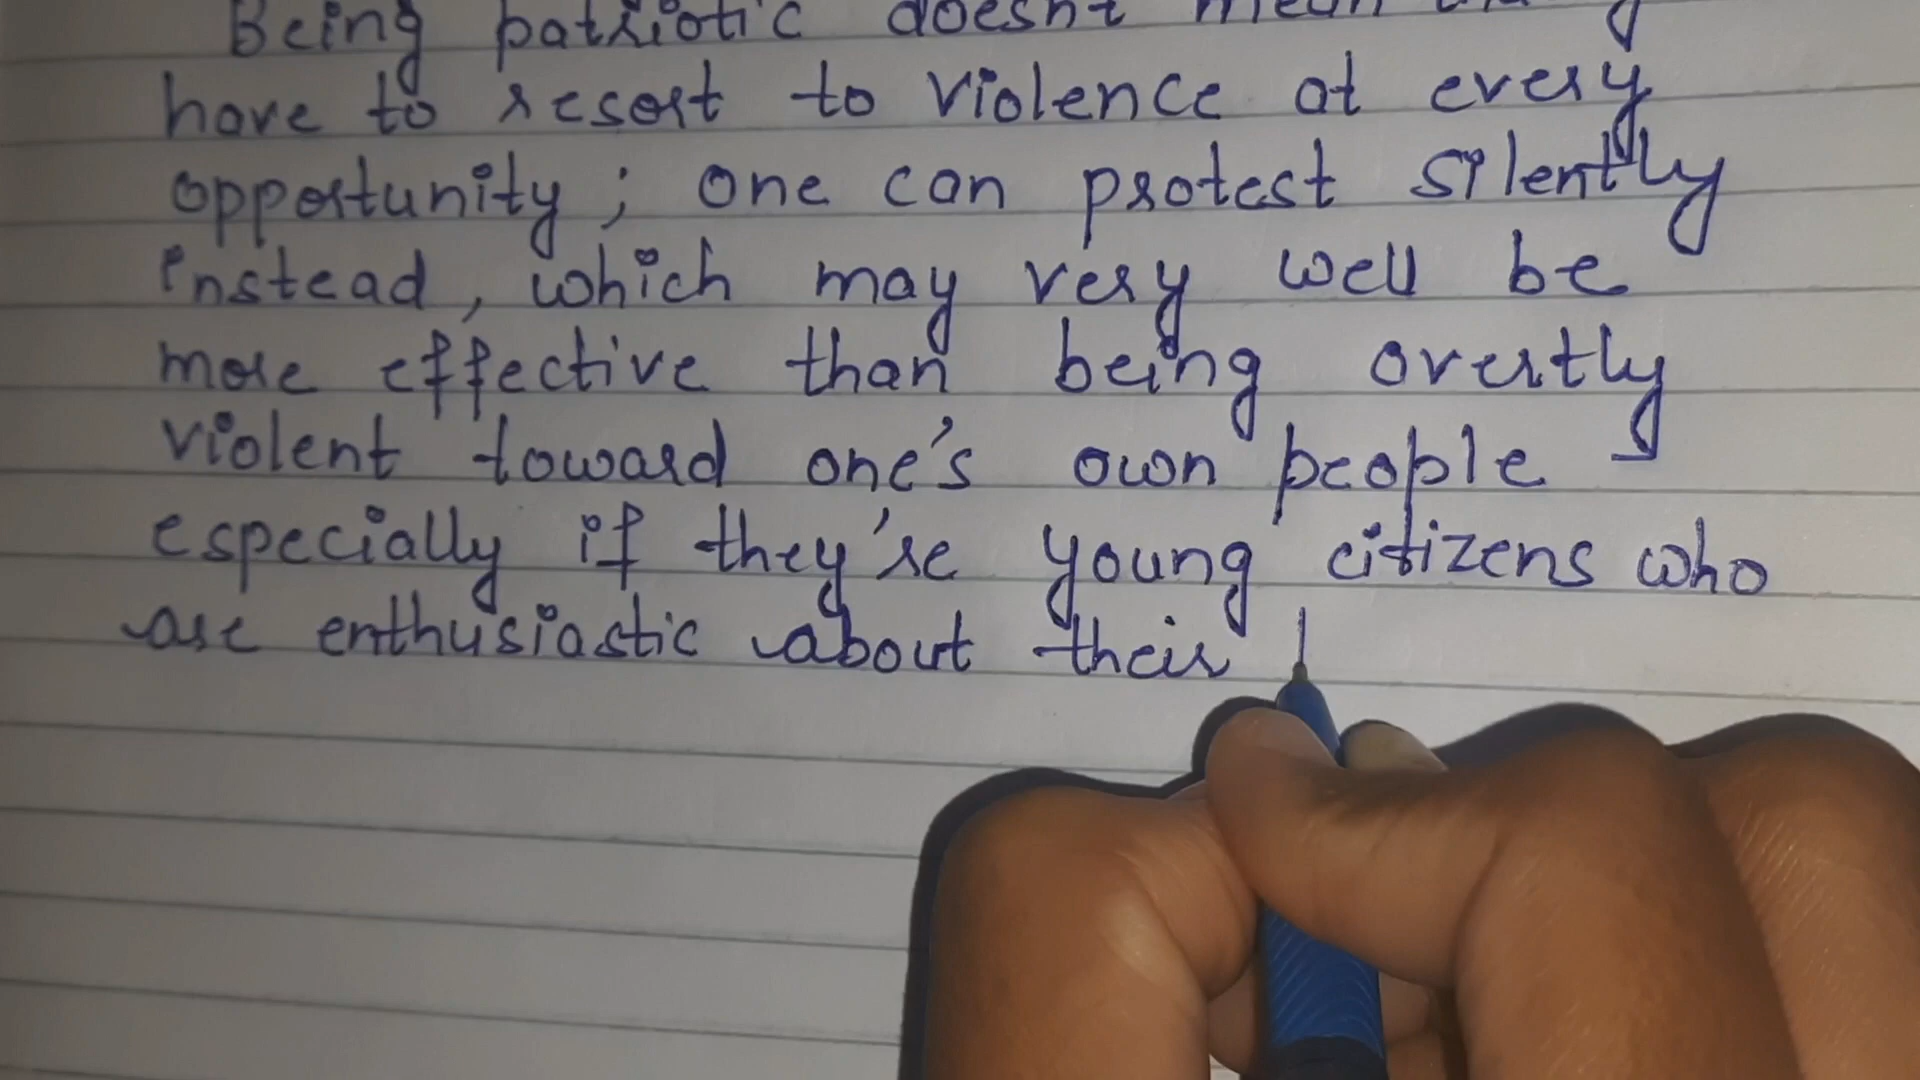 Being patriotic doesn't mean
have to resort to violence at every
opportunity; one can protest silently
instead, which may very well be
more effective than being overtly
violent toward one's own people
especially if they're young citizens who
are enthusiastic about their